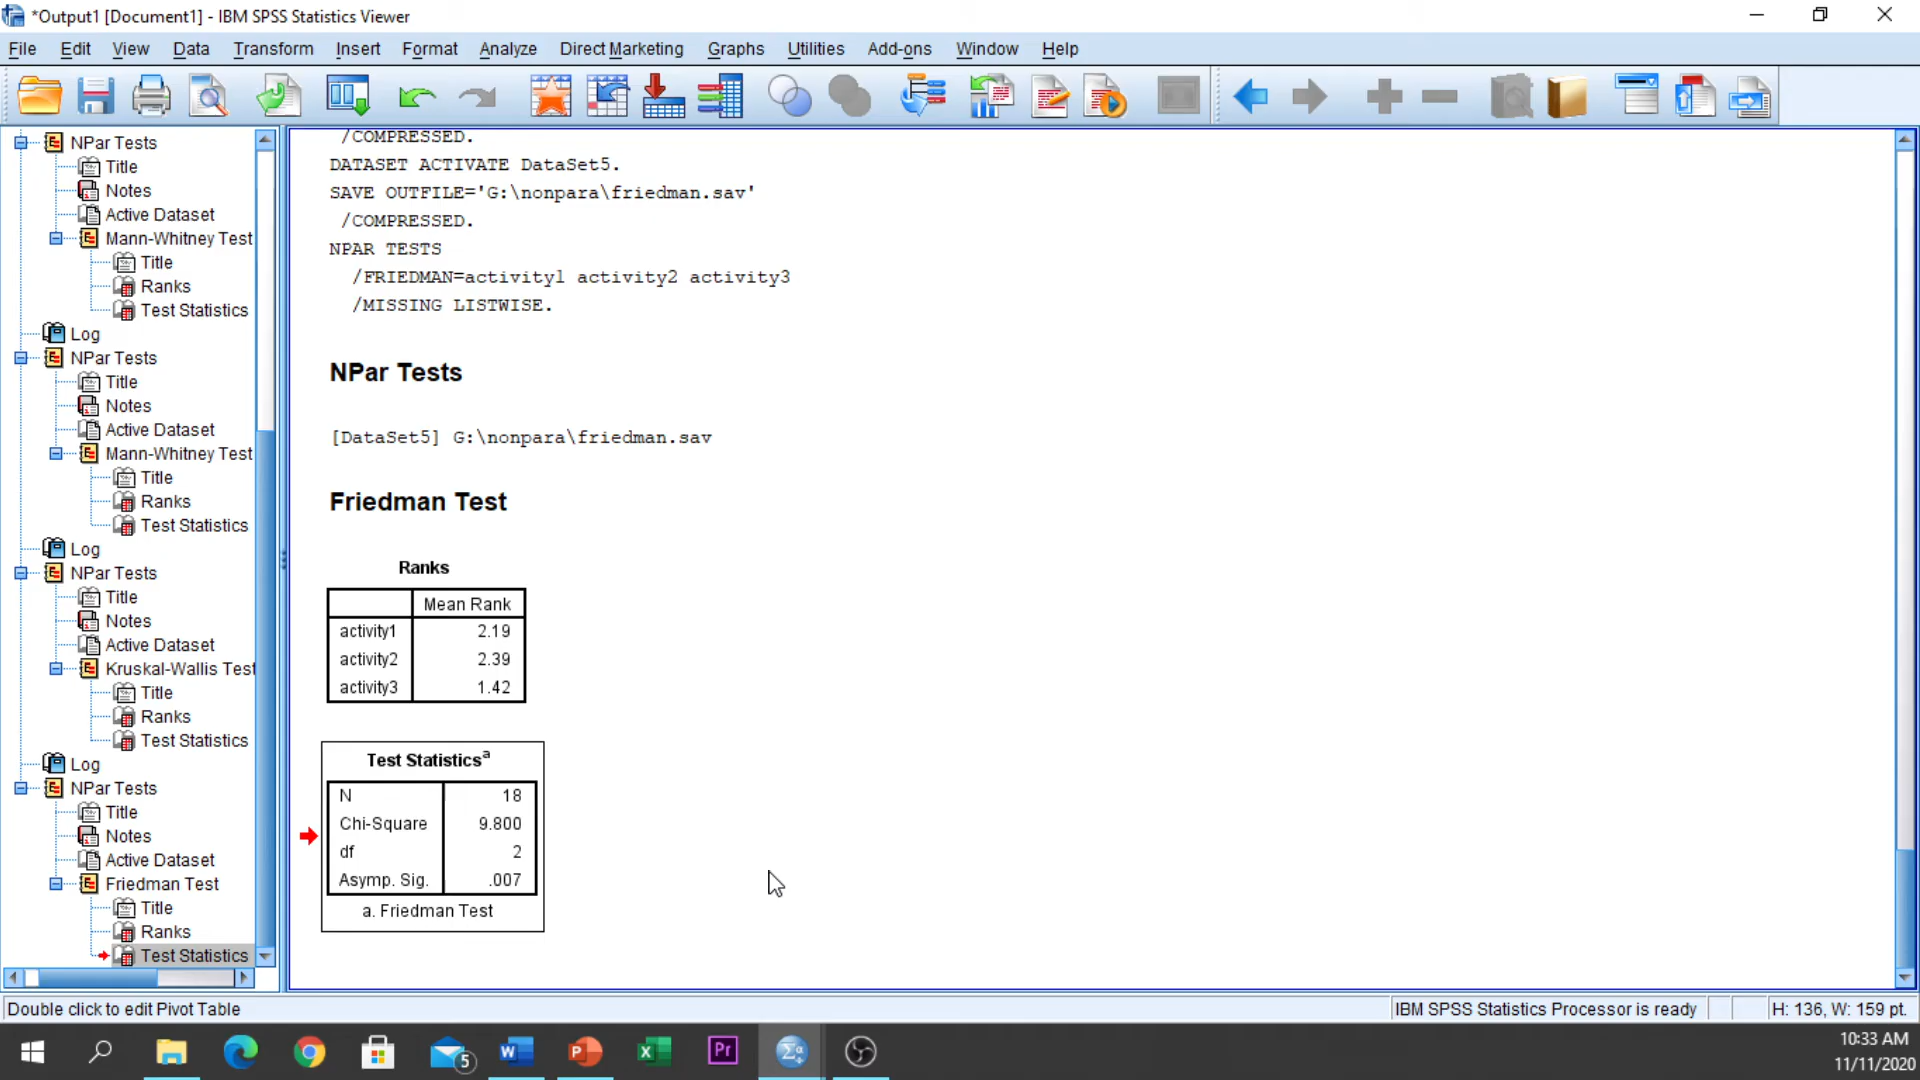 *Output1 [Document1] - IBM SPSS Statistics Viewer
File Edit View Data Transform Insert Format Analyze Direct Marketing Graphs Utilities Add-ons Window Help
NPar Tests
Title
Notes
Active Dataset
Mann-Whitney Test
Title
Ranks
Test Statistics
Log
NPar Tests
Title
Notes
Active Dataset
Mann-Whitney Test
Title
Ranks
Test Statistics
Log
NPar Tests
Title
Notes
Active Dataset
Kruskal-Wallis Test
Title
Ranks
Test Statistics
Log
NPar Tests
Title
Notes
Active Dataset
Friedman Test
Title
Ranks
Test Statistics
/COMPRESSED.
DATASET ACTIVATE DataSet5.
SAVE OUTFILE='G:\nonpara\friedman.sav'
/COMPRESSED.
NPAR TESTS
/FRIEDMAN=activity1 activity2 activity3
/MISSING LISTWISE.
NPar Tests
[DataSet5] G:\nonpara\friedman.sav
Friedman Test
Ranks
Mean Rank
activity1 2.19
activity2 2.39
activity3 1.42
Test Statistics^a
N 18
Chi-Square 9.800
df 2
Asymp. Sig. .007
a. Friedman Test
Double click to edit Pivot Table
IBM SPSS Statistics Processor is ready
H: 136, W: 159 pt.
5
W
P
X
Pr
10:33 AM
11/11/2020